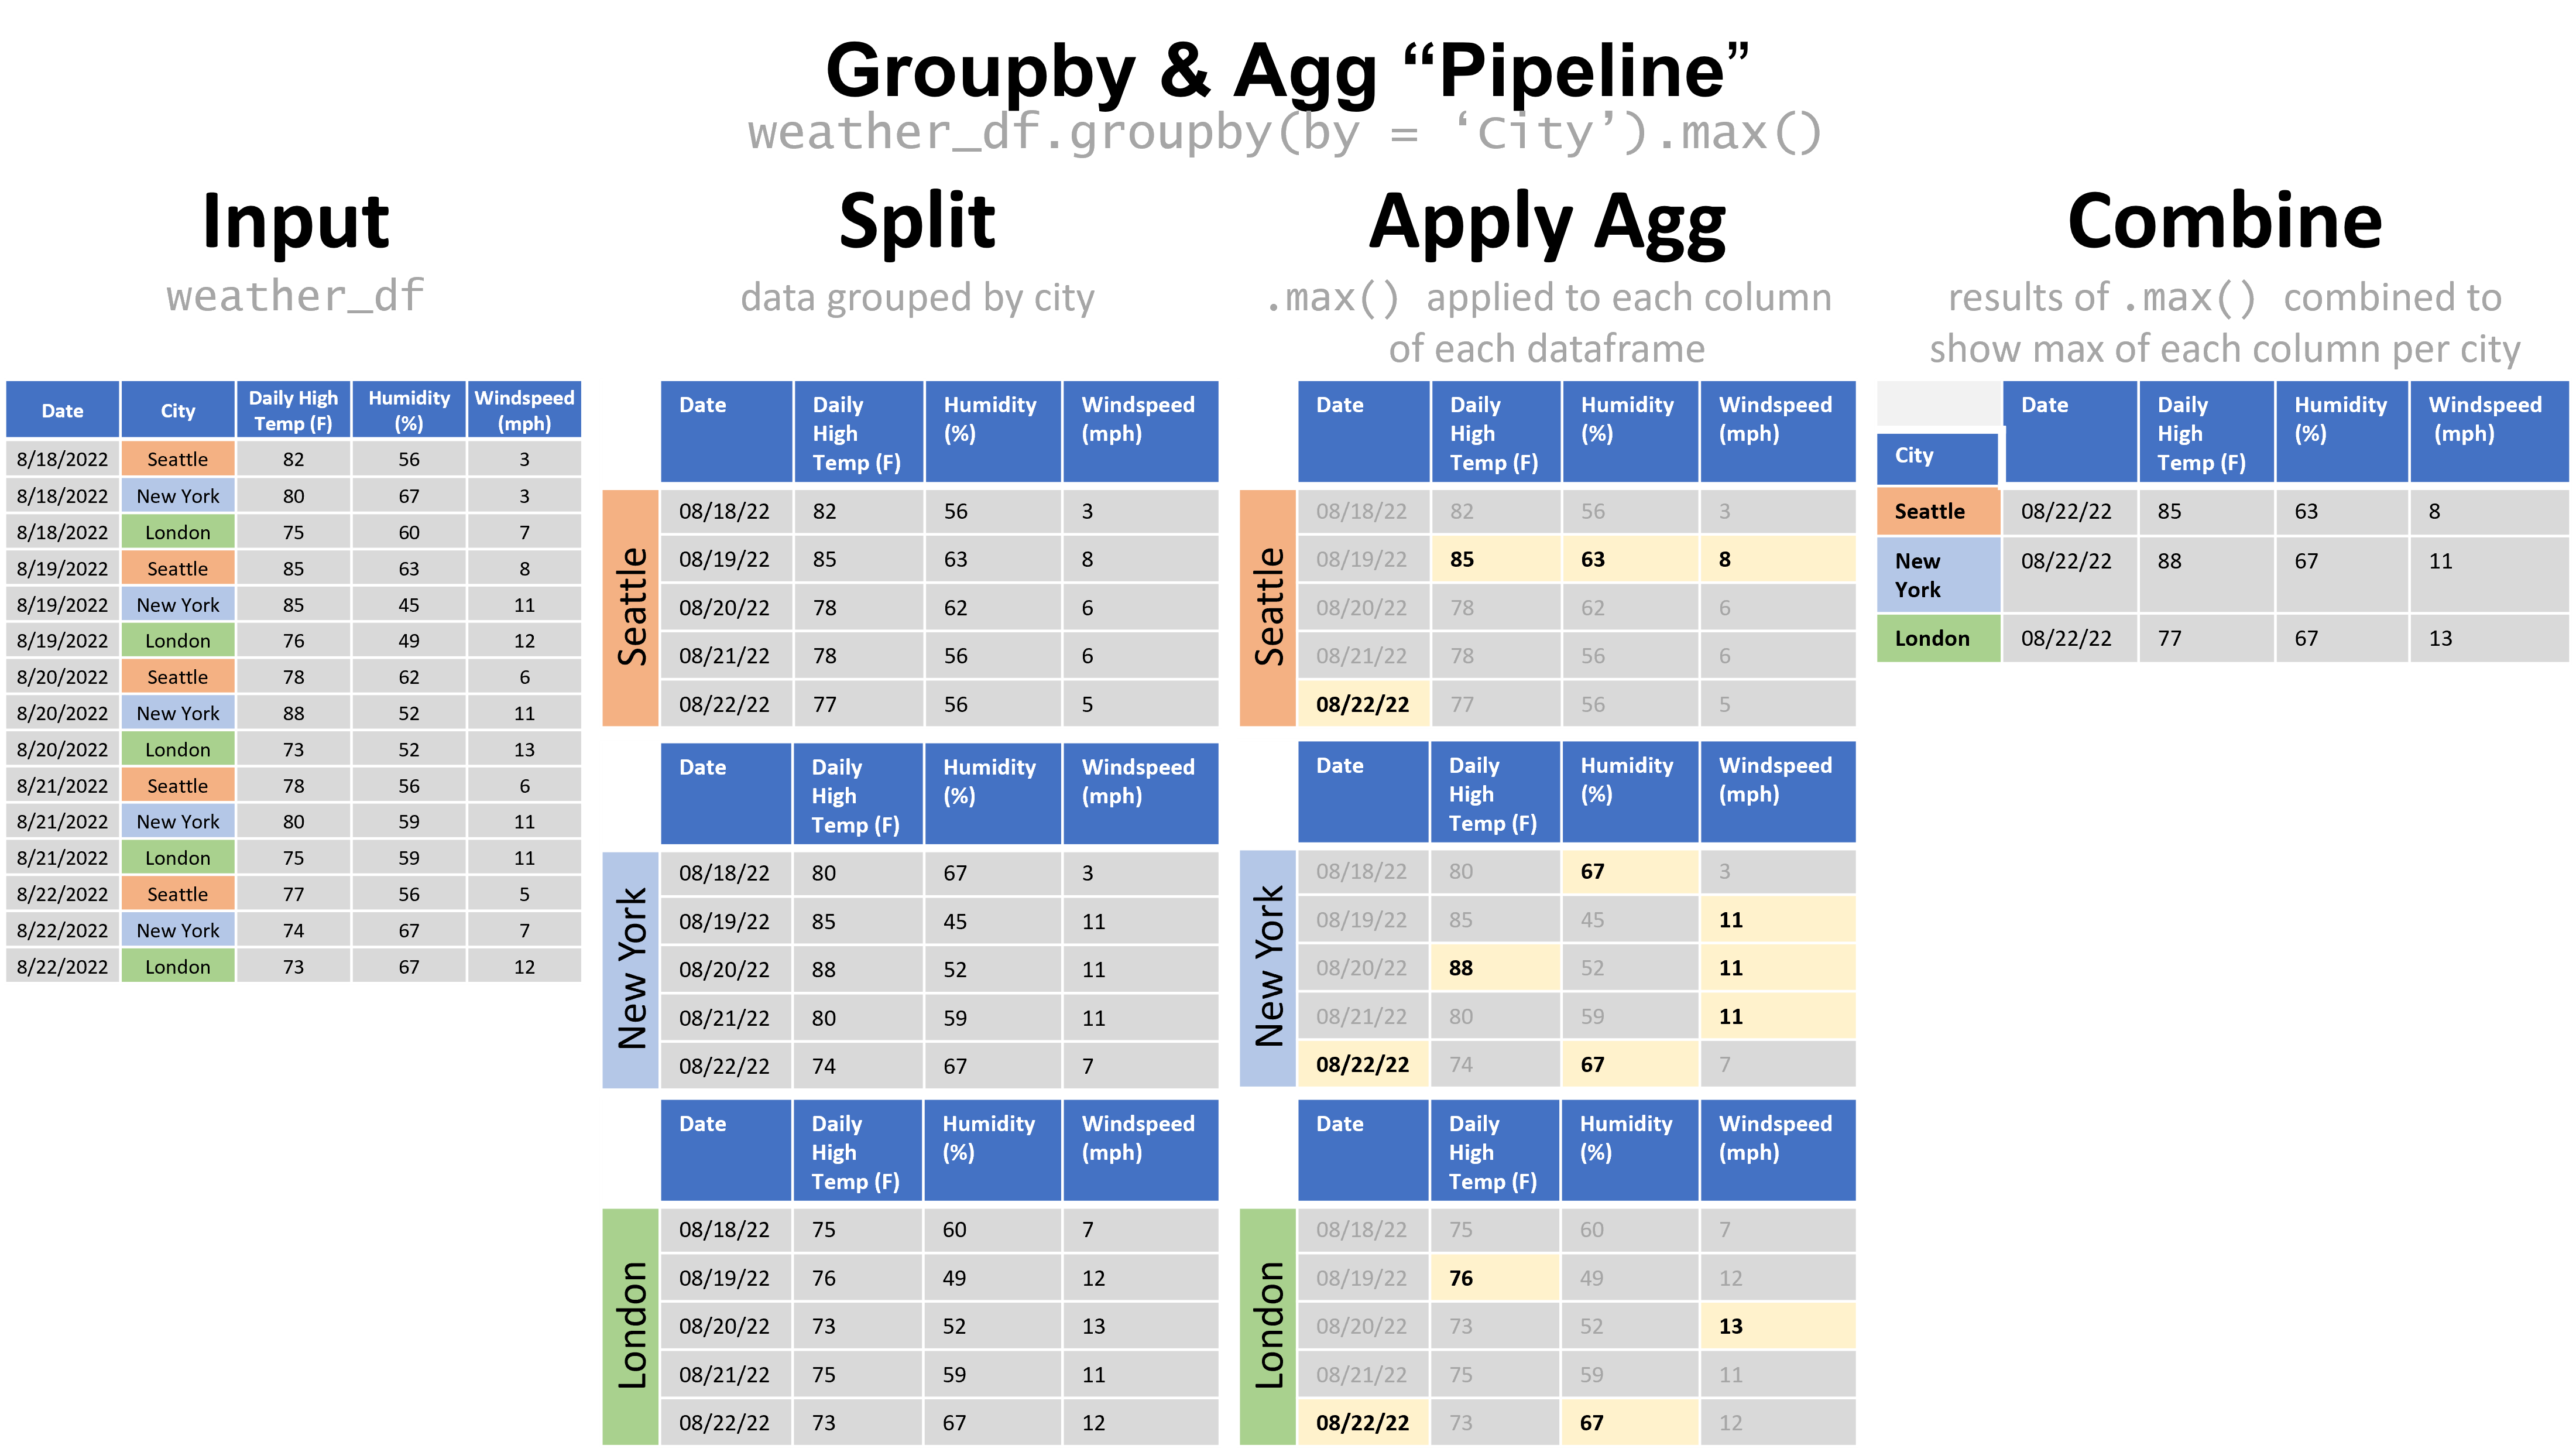 Groupby & Agg “Pipeline”
weather_df.groupby(by = ‘City’).max()
Input
weather_df
Date City Daily High Temp (F) Humidity (%) Windspeed (mph)
8/18/2022 Seattle 82 56 3
8/18/2022 New York 80 67 3
8/18/2022 London 75 60 7
8/19/2022 Seattle 85 63 8
8/19/2022 New York 85 45 11
8/19/2022 London 76 49 12
8/20/2022 Seattle 78 62 6
8/20/2022 New York 88 52 11
8/20/2022 London 73 52 13
8/21/2022 Seattle 78 56 6
8/21/2022 New York 80 59 11
8/21/2022 London 75 59 11
8/22/2022 Seattle 77 56 5
8/22/2022 New York 74 67 7
8/22/2022 London 73 67 12
Split
data grouped by city
Date Daily High Temp (F) Humidity (%) Windspeed (mph)
Seattle
08/18/22 82 56 3
08/19/22 85 63 8
08/20/22 78 62 6
08/21/22 78 56 6
08/22/22 77 56 5
Date Daily High Temp (F) Humidity (%) Windspeed (mph)
New York
08/18/22 80 67 3
08/19/22 85 45 11
08/20/22 88 52 11
08/21/22 80 59 11
08/22/22 74 67 7
Date Daily High Temp (F) Humidity (%) Windspeed (mph)
London
08/18/22 75 60 7
08/19/22 76 49 12
08/20/22 73 52 13
08/21/22 75 59 11
08/22/22 73 67 12
Apply Agg
.max() applied to each column
of each dataframe
Date Daily High Temp (F) Humidity (%) Windspeed (mph)
Seattle
08/18/22 82 56 3
08/19/22 85 63 8
08/20/22 78 62 6
08/21/22 78 56 6
08/22/22 77 56 5
Date Daily High Temp (F) Humidity (%) Windspeed (mph)
New York
08/18/22 80 67 3
08/19/22 85 45 11
08/20/22 88 52 11
08/21/22 80 59 11
08/22/22 74 67 7
Date Daily High Temp (F) Humidity (%) Windspeed (mph)
London
08/18/22 75 60 7
08/19/22 76 49 12
08/20/22 73 52 13
08/21/22 75 59 11
08/22/22 73 67 12
Combine
results of .max() combined to
show max of each column per city
Date Daily High Temp (F) Humidity (%) Windspeed (mph)
City
Seattle 08/22/22 85 63 8
New York 08/22/22 88 67 11
London 08/22/22 77 67 13